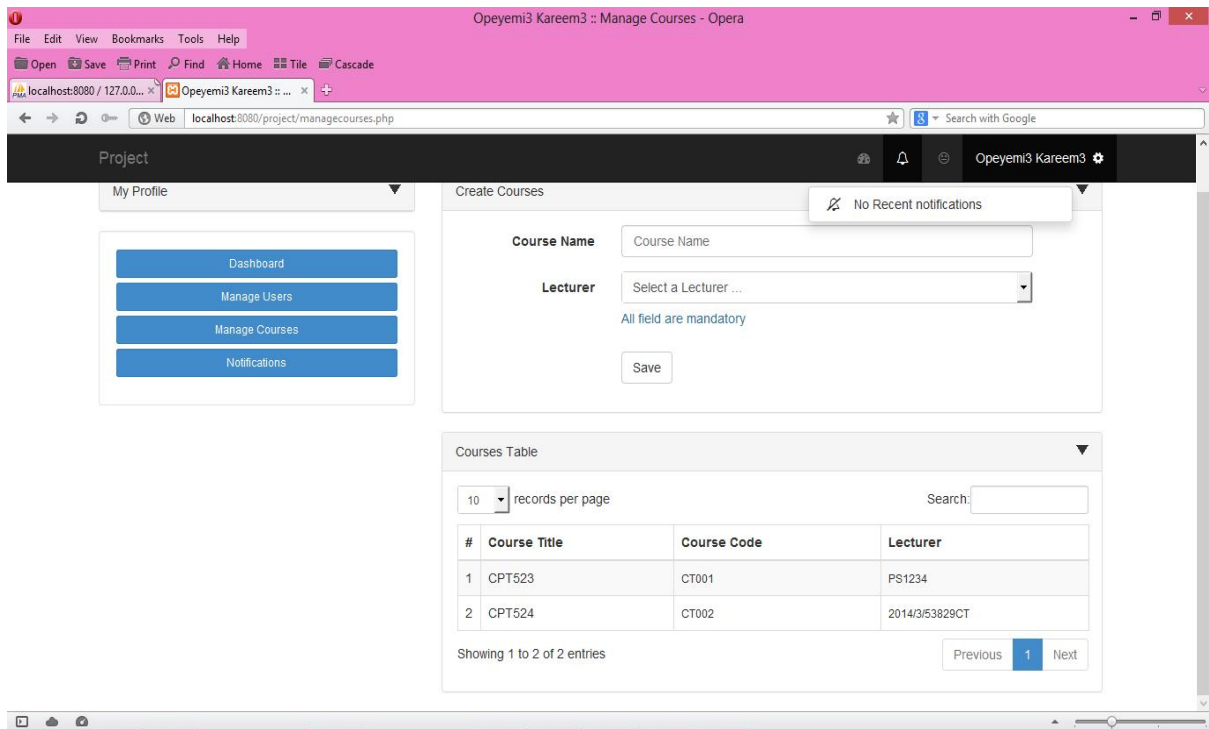 Opeyemi3 Kareem3 :: Manage Courses - Opera
File Edit View Bookmarks Tools Help
Open Save Print Find Home Tile Cascade
localhost:8080 / 127.0.0... Opeyemi3 Kareem3 :: ...
Web localhost:8080/project/managecourses.php Search with Google
Project Opeyemi3 Kareem3
My Profile
Dashboard
Manage Users
Manage Courses
Notifications
Create Courses
No Recent notifications
Course Name Course Name
Lecturer Select a Lecturer ...
All field are mandatory
Save
Courses Table
10 records per page Search:
# Course Title Course Code Lecturer
1 CPT523 CT001 PS1234
2 CPT524 CT002 2014/3/53829CT
Showing 1 to 2 of 2 entries Previous 1 Next